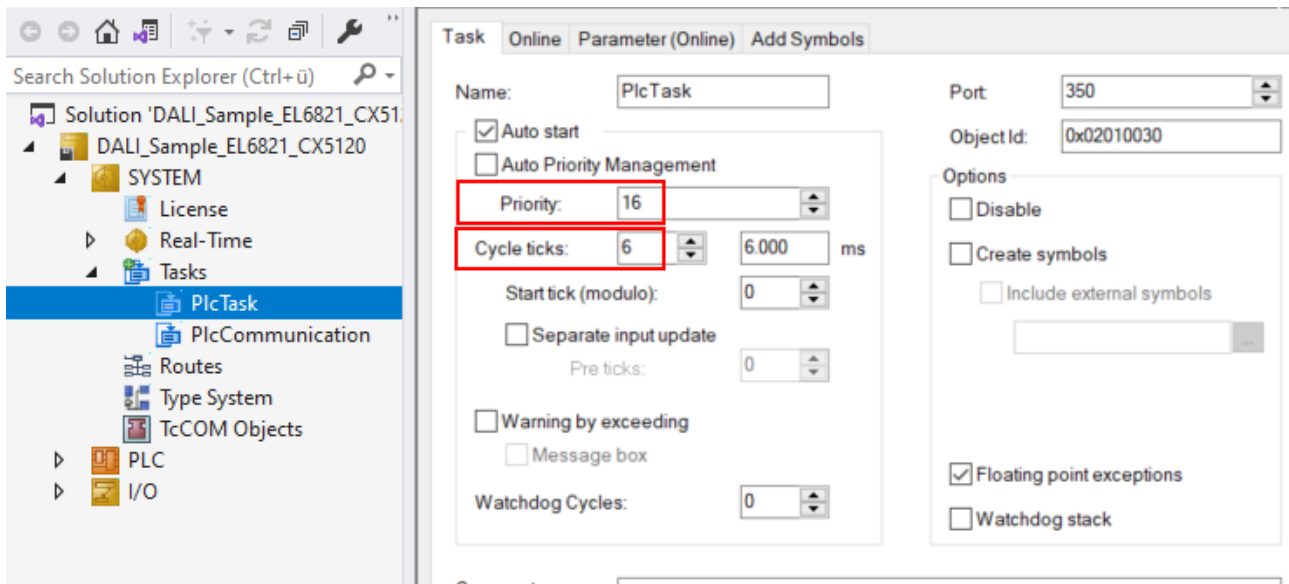 Search Solution Explorer (Ctrl+ü)
Solution 'DALI_Sample_EL6821_CX51
DALI_Sample_EL6821_CX5120
SYSTEM
License
Real-Time
Tasks
PlcTask
PlcCommunication
Routes
Type System
TcCOM Objects
PLC
I/O
Task Online Parameter (Online) Add Symbols
Name: PlcTask
Auto start
Auto Priority Management
Priority: 16
Cycle ticks: 6 6.000 ms
Start tick (modulo): 0
Separate input update
Pre ticks: 0
Warning by exceeding
Message box
Watchdog Cycles: 0
Port: 350
Object Id: 0x02010030
Options
Disable
Create symbols
Include external symbols
...
Floating point exceptions
Watchdog stack